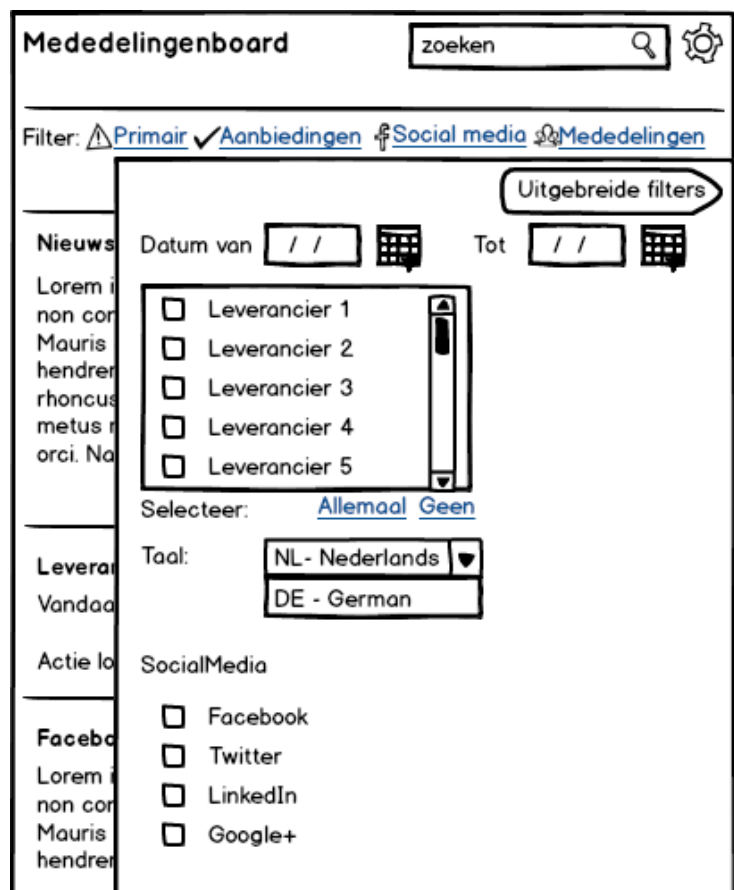 Mededelingenboard
zoeken
Filter: Primair Aanbiedingen Social media Mededelingen
Uitgebreide filters
Datum van / / Tot / /
Leverancier 1
Leverancier 2
Leverancier 3
Leverancier 4
Leverancier 5
Selecteer: Allemaal Geen
Taal: NL- Nederlands
DE - German
SocialMedia
Facebook
Twitter
LinkedIn
Google+
Nieuws
Lorem i
non cor
Mauris
hendrer
rhoncus
metus
orci. Na
Leverar
Vandaa
Actie lo
Facebo
Lorem i
non cor
Mauris
hendrer